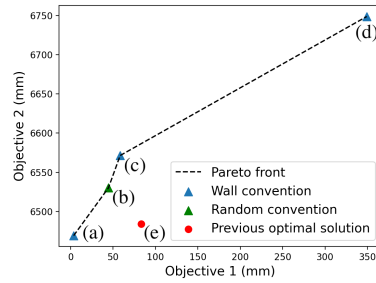 6750
6700
6650
6600
6550
6500
Objective 2 (mm)
(d)
(c)
(b)
(a)
(e)
Pareto front
Wall convention
Random convention
Previous optimal solution
0 50 100 150 200 250 300 350
Objective 1 (mm)